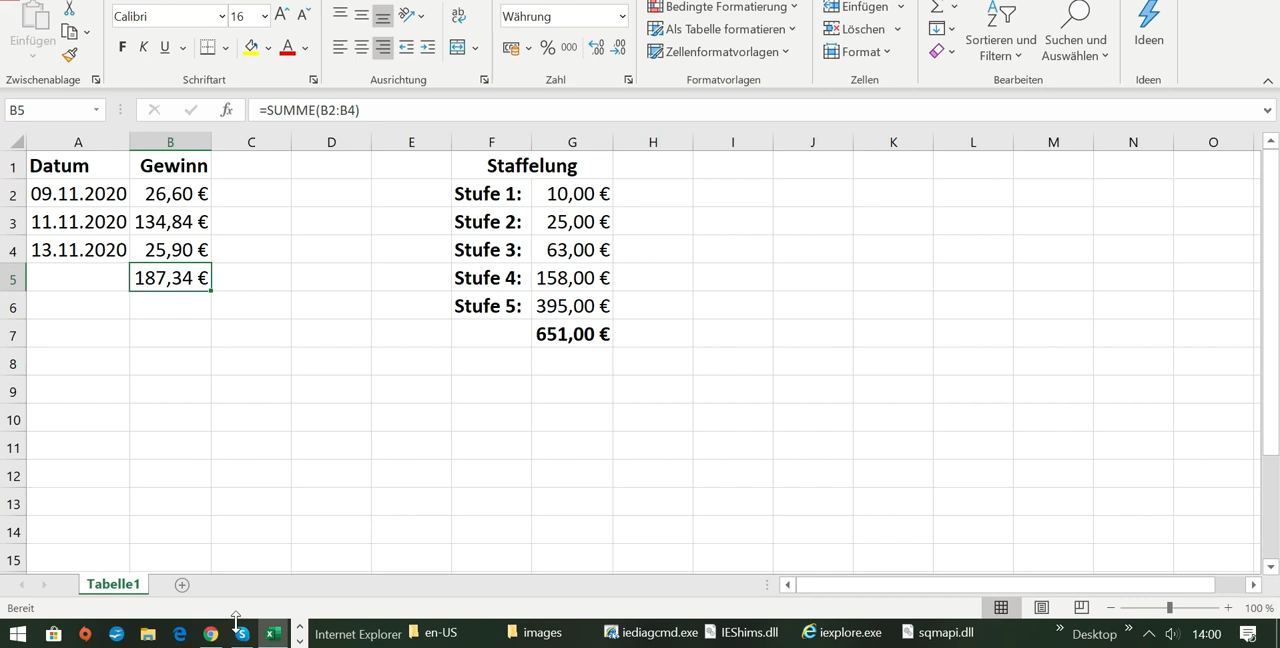 Einfügen
Zwischenablage
Calibri 16
F K U
Schriftart
Ausrichtung
Währung
% 000
Zahl
Bedingte Formatierung
Als Tabelle formatieren
Zellenformatvorlagen
Formatvorlagen
Einfügen
Löschen
Format
Zellen
Sortieren und
Filtern
Suchen und
Auswählen
Bearbeiten
Ideen
Ideen
B5 fx =SUMME(B2:B4)
A B C D E F G H I J K L M N O
1 Datum Gewinn Staffelung
2 09.11.2020 26,60 € Stufe 1: 10,00 €
3 11.11.2020 134,84 € Stufe 2: 25,00 €
4 13.11.2020 25,90 € Stufe 3: 63,00 €
5 187,34 € Stufe 4: 158,00 €
6 Stufe 5: 395,00 €
7 651,00 €
8
9
10
11
12
13
14
15
Tabelle1
Bereit 100 %
Internet Explorer en-US images iediagcmd.exe IEShims.dll iexplore.exe sqmapi.dll Desktop 14:00